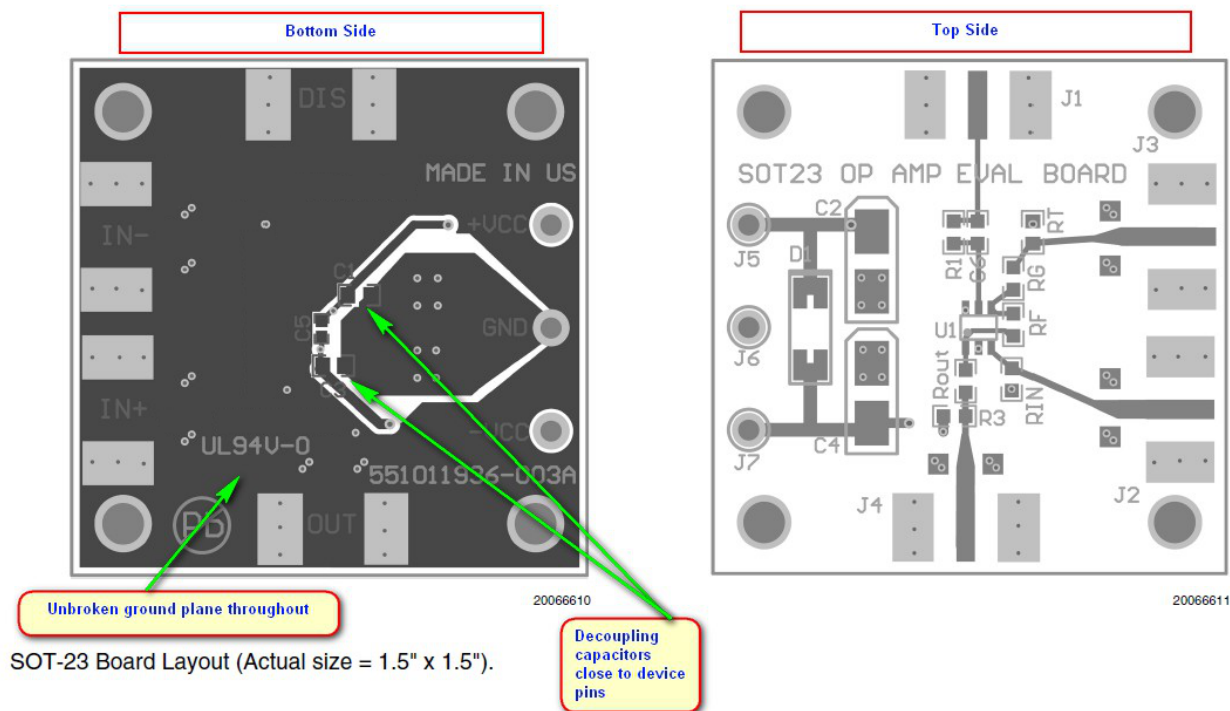 Bottom Side
Top Side
DIS
MADE IN US
IN-
+VCC
C1
C5
GND
C3
IN+
-VCC
UL94V-0
551011936-003A
Pb
OUT
J1
J3
SOT23 OP AMP EVAL BOARD
C2
RT
J5
D1
R1
C6
RG
U1
RF
J6
Rout
RIN
R3
J7
C4
J4
J2
Unbroken ground plane throughout
20066610
20066611
Decoupling
capacitors
close to device
pins
SOT-23 Board Layout (Actual size = 1.5" x 1.5").